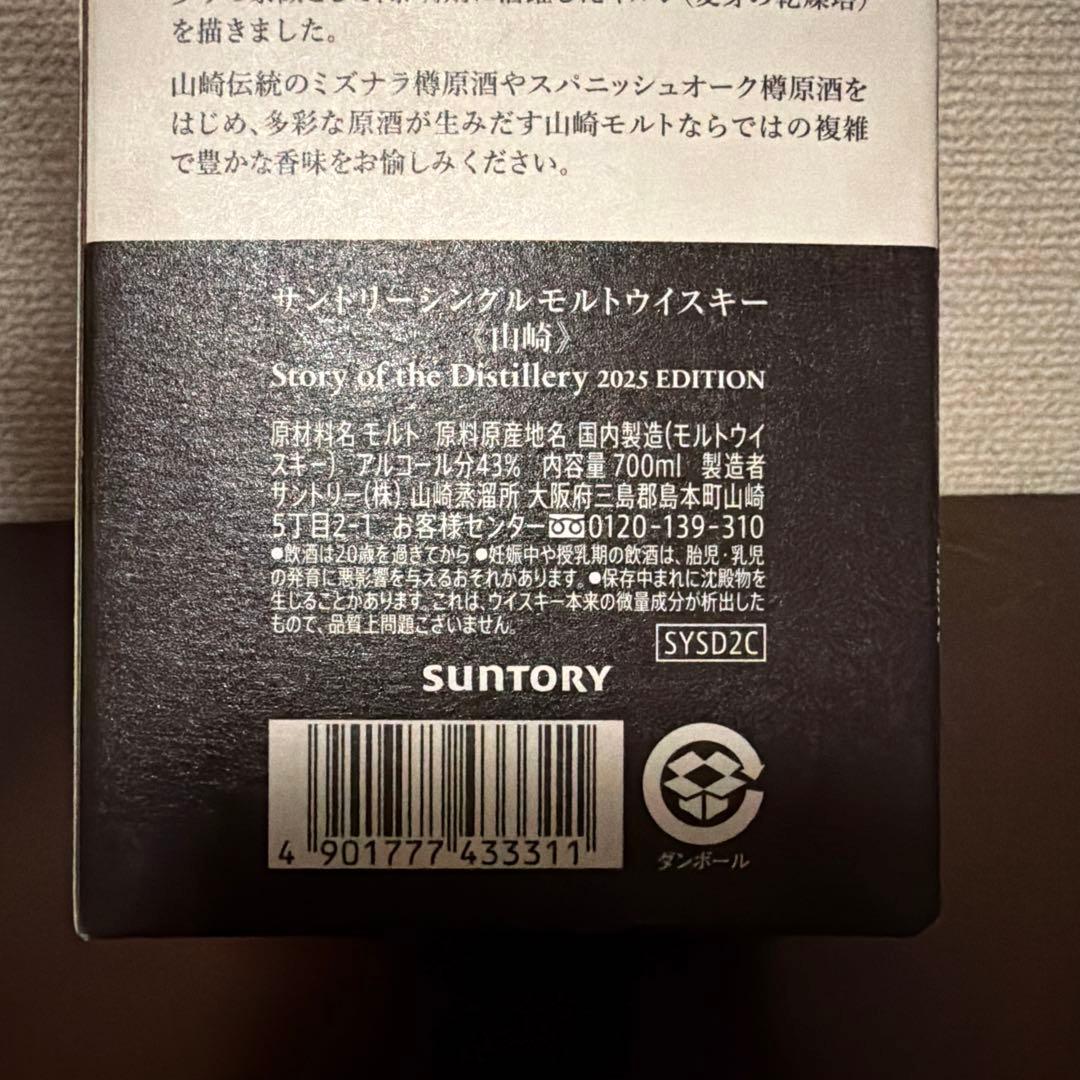 を描きました。
山崎伝統のミズナラ樽原酒やスパニッシュオーク樽原酒を
はじめ、多彩な原酒が生みだす山崎モルトならではの複雑
で豊かな香味をお愉しみください。
サントリーシングルモルトウイスキー
《山崎》
Story of the Distillery 2025 EDITION
原材料名 モルト 原料原産地名 国内製造(モルトウイ
スキー) アルコール分43% 内容量 700ml 製造者
サントリー(株) 山崎蒸溜所 大阪府三島郡島本町山崎
5丁目2-1 お客様センター 0120-139-310
●飲酒は20歳を過ぎてから ●妊娠中や授乳期の飲酒は、胎児・乳児
の発育に悪影響を与えるおそれがあります。●保存中まれに沈殿物を
生じることがあります。これは、ウイスキー本来の微量成分が析出した
もので、品質上問題ございません。
SYSD2C
SUNTORY
4 901777 433311
ダンボール